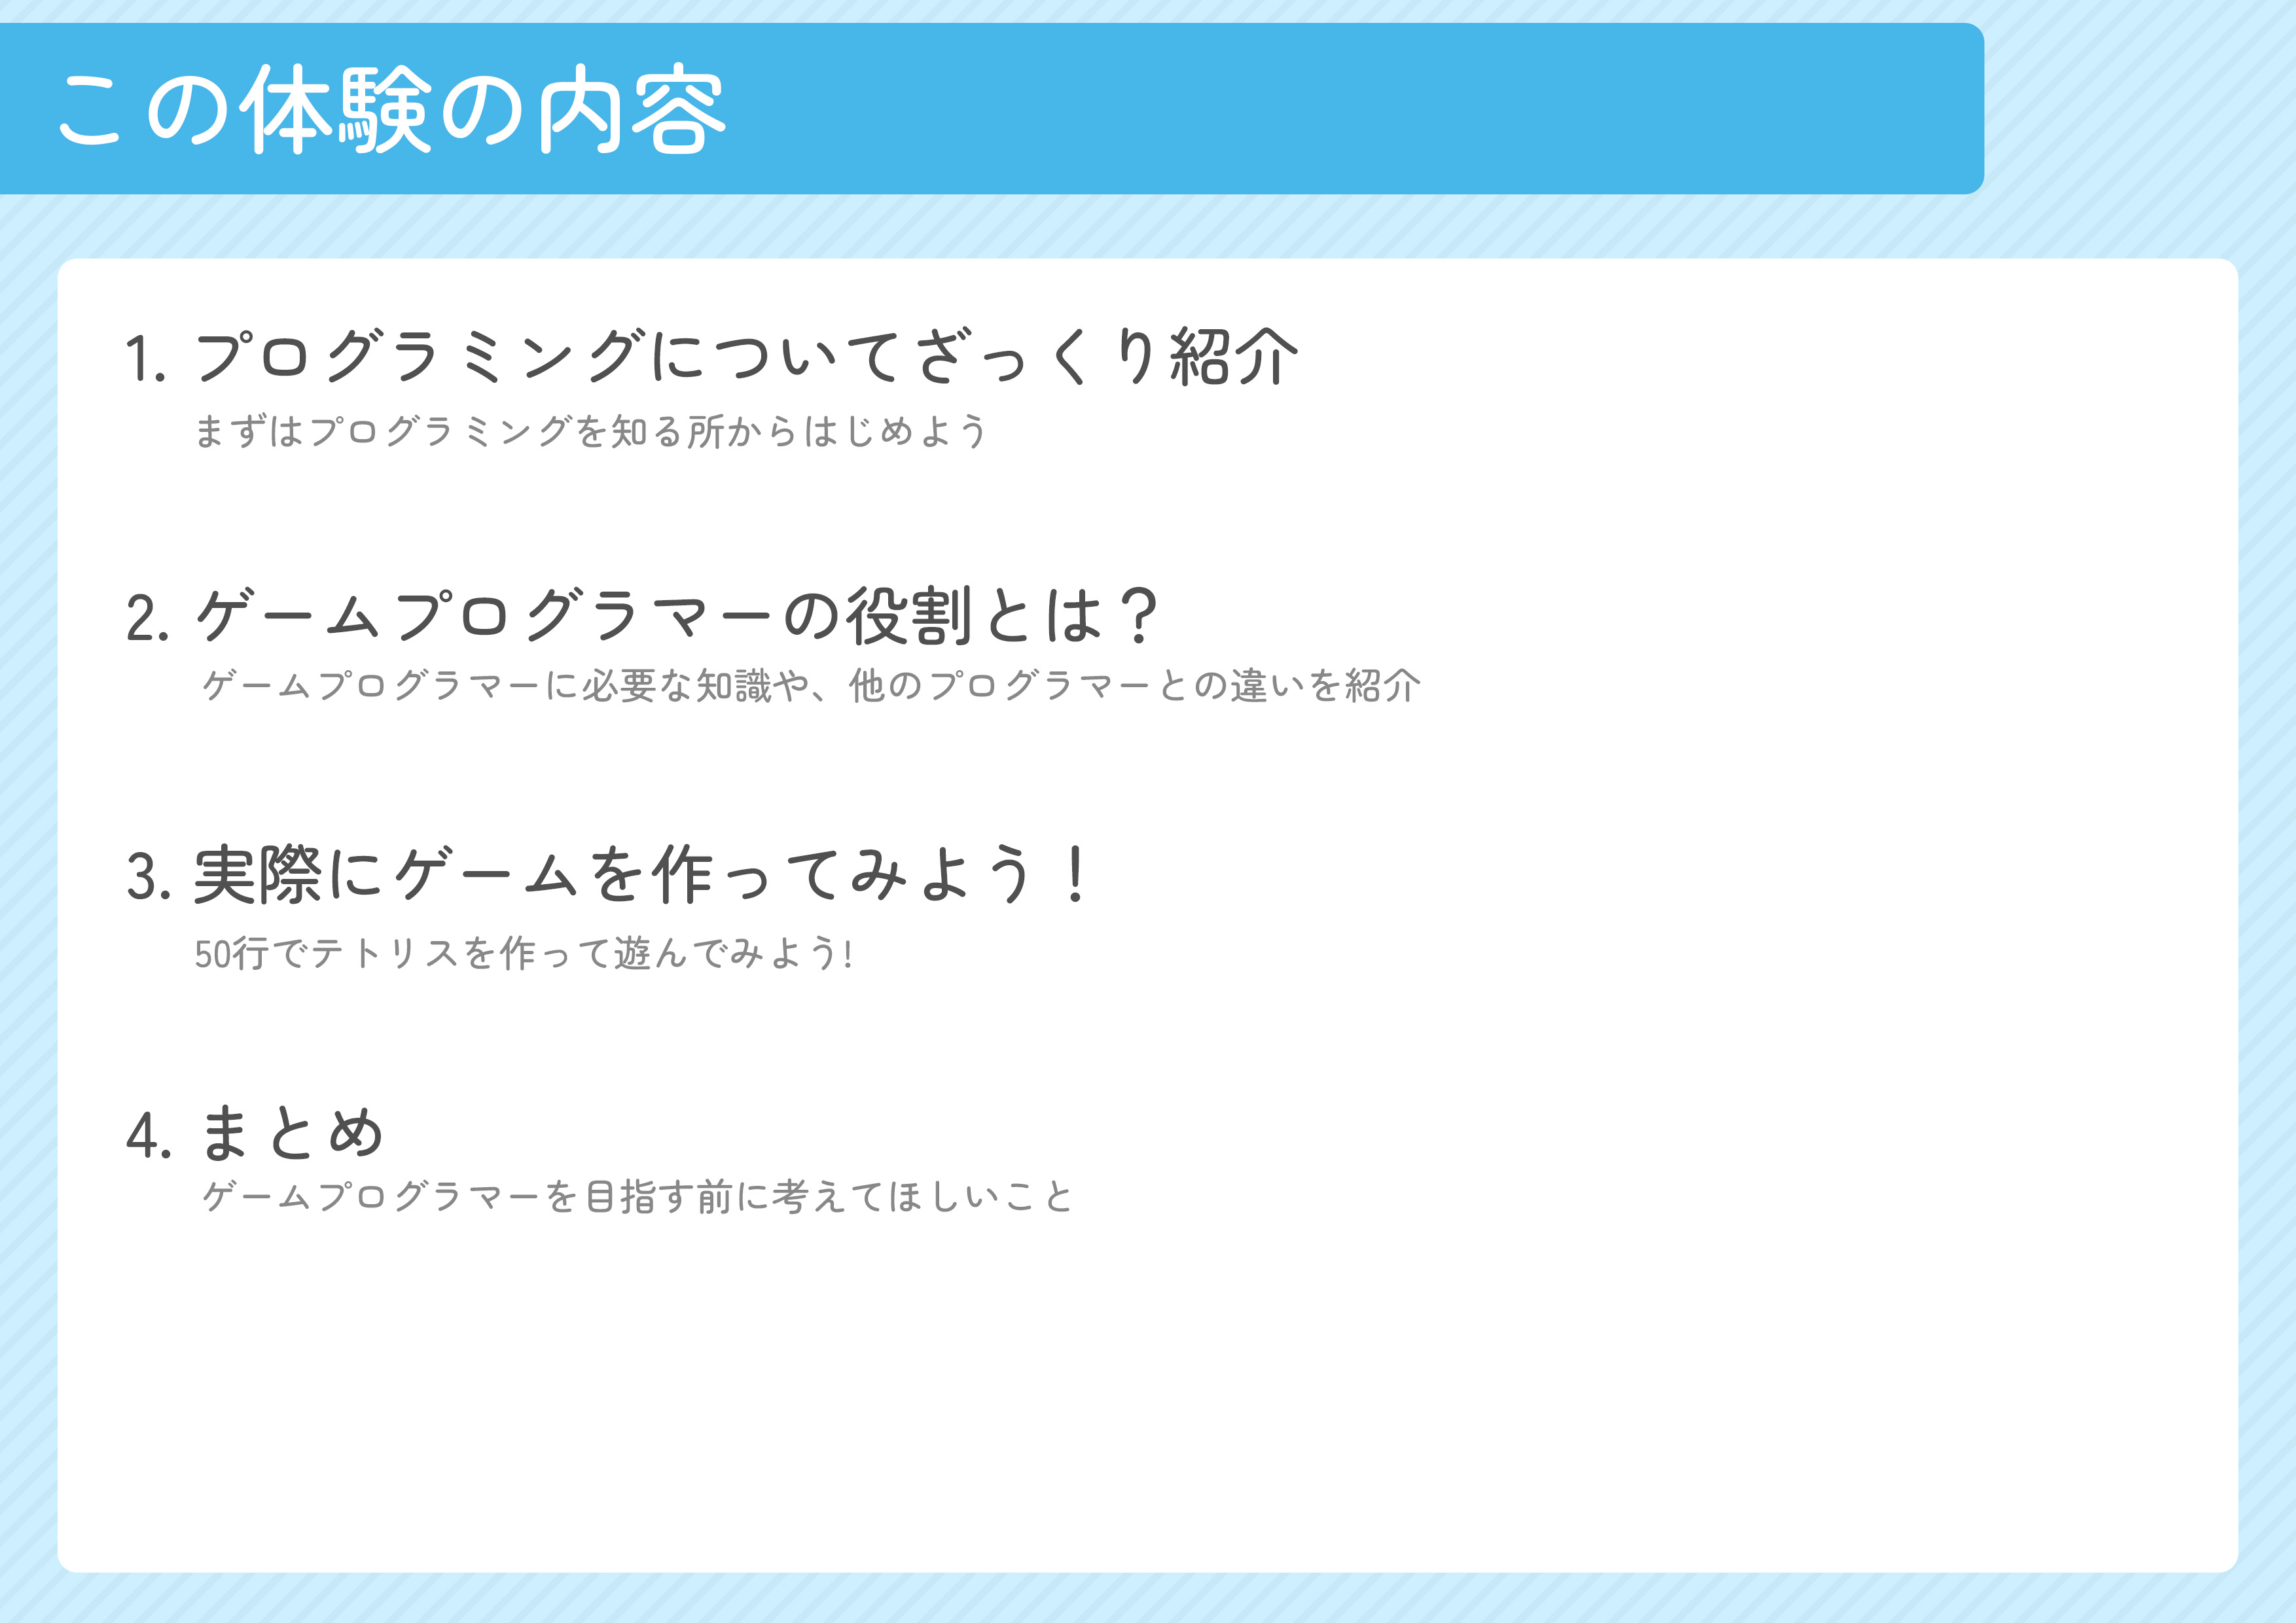 この体験の内容
1. プログラミングについてざっくり紹介
まずはプログラミングを知る所からはじめよう
2. ゲームプログラマーの役割とは？
ゲームプログラマーに必要な知識や、他のプログラマーとの違いを紹介
3. 実際にゲームを作ってみよう！
50行でテトリスを作って遊んでみよう!
4. まとめ
ゲームプログラマーを目指す前に考えてほしいこと